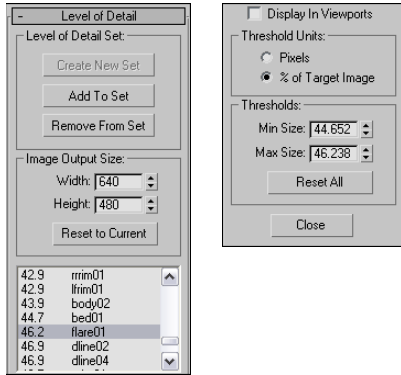 - Level of Detail
Level of Detail Set:
Create New Set
Add To Set
Remove From Set
Image Output Size:
Width: 640
Height: 480
Reset to Current
42.9 rrrim01
42.9 lfrim01
43.9 body02
44.7 bed01
46.2 flare01
46.9 dline02
46.9 dline04
Display In Viewports
Threshold Units:
Pixels
% of Target Image
Thresholds:
Min Size: 44.652
Max Size: 46.238
Reset All
Close